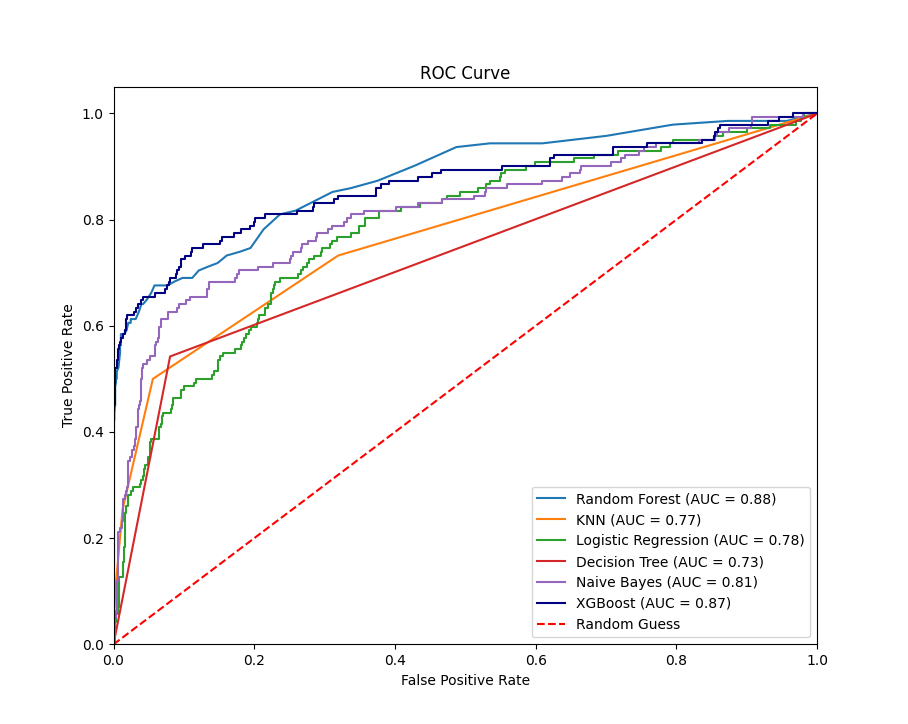 ROC Curve
1.0
0.8
0.6
0.4
0.2
0.0
True Positive Rate
Random Forest (AUC = 0.88)
KNN (AUC = 0.77)
Logistic Regression (AUC = 0.78)
Decision Tree (AUC = 0.73)
Naive Bayes (AUC = 0.81)
XGBoost (AUC = 0.87)
Random Guess
0.0 0.2 0.4 0.6 0.8 1.0
False Positive Rate